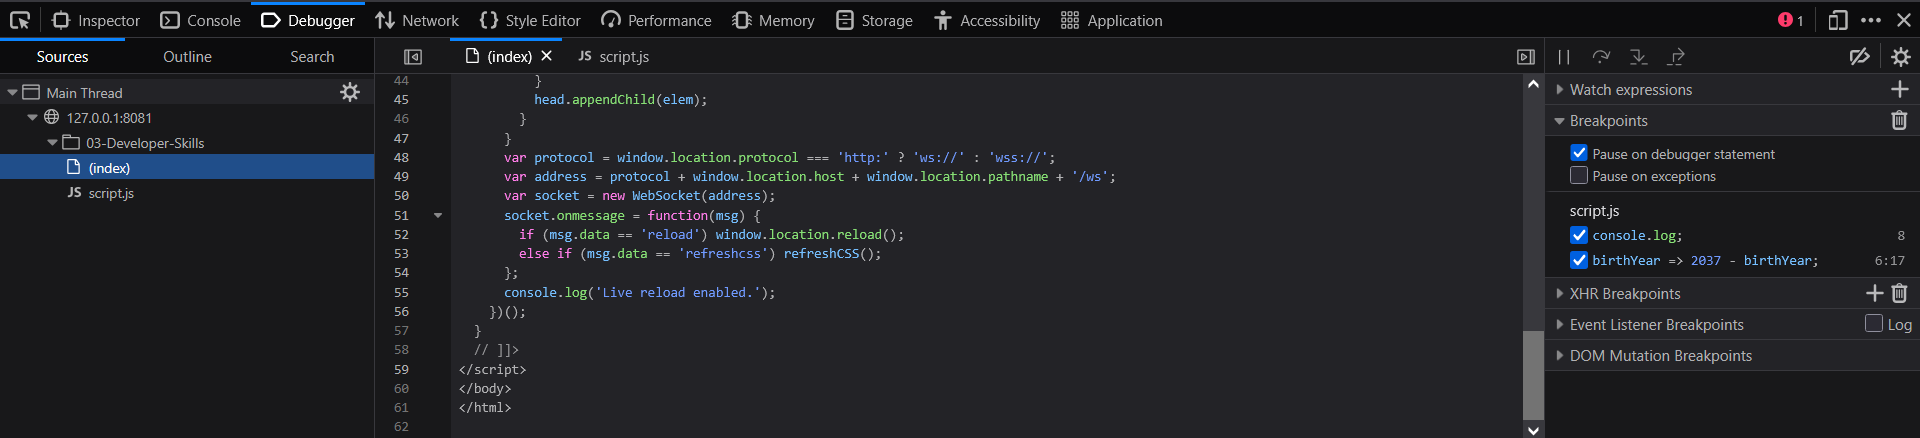 Inspector Console Debugger Network Style Editor Performance Memory Storage Accessibility Application 1
Sources Outline Search
Main Thread
127.0.0.1:8081
03-Developer-Skills
(index)
JS script.js
(index) JS script.js
44 }
45 head.appendChild(elem);
46 }
47 }
48 var protocol = window.location.protocol === 'http:' ? 'ws://' : 'wss://';
49 var address = protocol + window.location.host + window.location.pathname + '/ws';
50 var socket = new WebSocket(address);
51 socket.onmessage = function(msg) {
52 if (msg.data == 'reload') window.location.reload();
53 else if (msg.data == 'refreshcss') refreshCSS();
54 };
55 console.log('Live reload enabled.');
56 })();
57 }
58 // ]]>
59 </script>
60 </body>
61 </html>
62
Watch expressions
Breakpoints
Pause on debugger statement
Pause on exceptions
script.js
console.log; 8
birthYear => 2037 - birthYear; 6:17
XHR Breakpoints
Event Listener Breakpoints Log
DOM Mutation Breakpoints